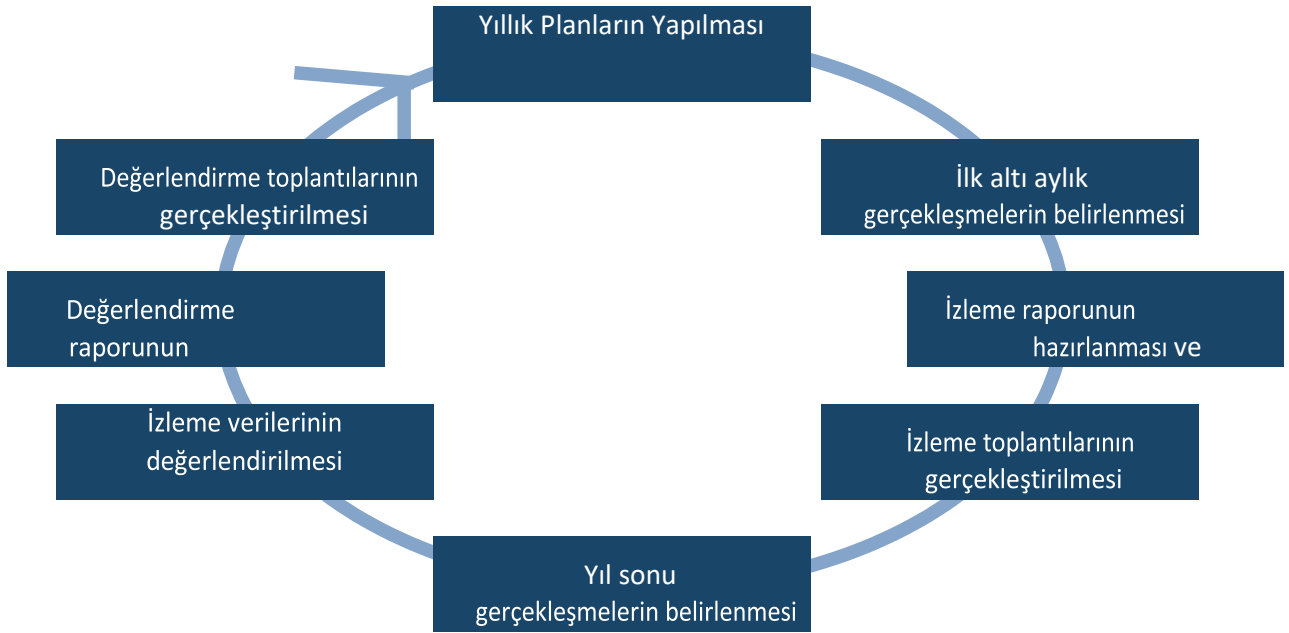 Yıllık Planların Yapılması
İlk altı aylık
gerçekleşmelerin belirlenmesi
İzleme raporunun
hazırlanması ve
İzleme toplantılarının
gerçekleştirilmesi
Yıl sonu
gerçekleşmelerin belirlenmesi
İzleme verilerinin
değerlendirilmesi
Değerlendirme
raporunun
Değerlendirme toplantılarının
gerçekleştirilmesi